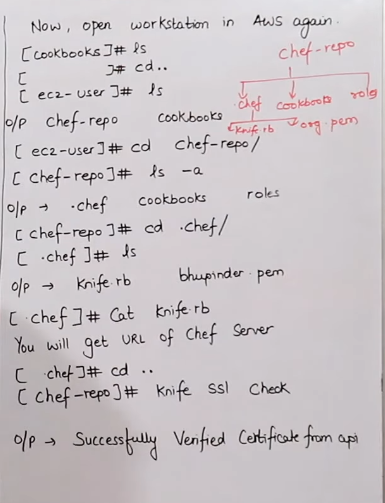 Now, open workstation in AWS again.
[cookbooks]# ls
[ ]# cd..
[ec2-user]# ls
O/P chef-repo cookbooks
[ec2-user]# cd chef-repo/
[chef-repo]# ls -a
O/P → .chef cookbooks roles
[chef-repo]# cd .chef/
[.chef]# ls
O/P → Knife.rb bhupinder.pem
[.chef]# Cat Knife.rb
You will get URL of Chef Server
[.chef]# cd ..
[chef-repo]# Knife SSl Check
O/P → Successfully Verified Certificate from api
chef-repo
.chef cookbooks roles
→Knife.rb → org.pem